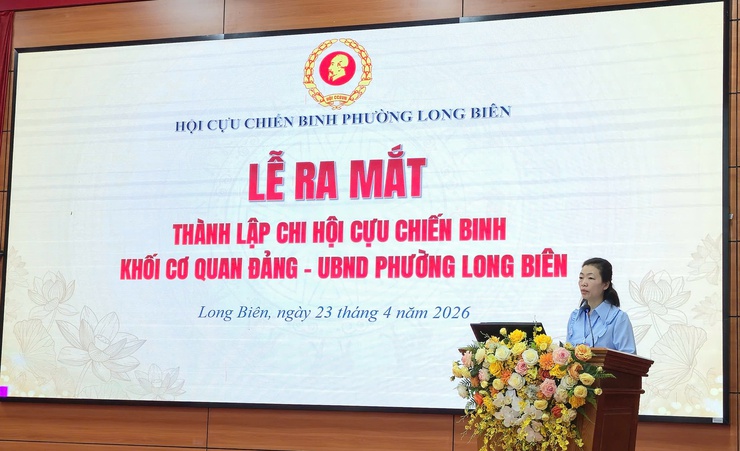 HỘI CỰU CHIẾN BINH PHƯỜNG LONG BIÊN
LỄ RA MẮT
THÀNH LẬP CHI HỘI CỰU CHIẾN BINH
KHỐI CƠ QUAN ĐẢNG - UBND PHƯỜNG LONG BIÊN
Long Biên, ngày 23 tháng 4 năm 2026